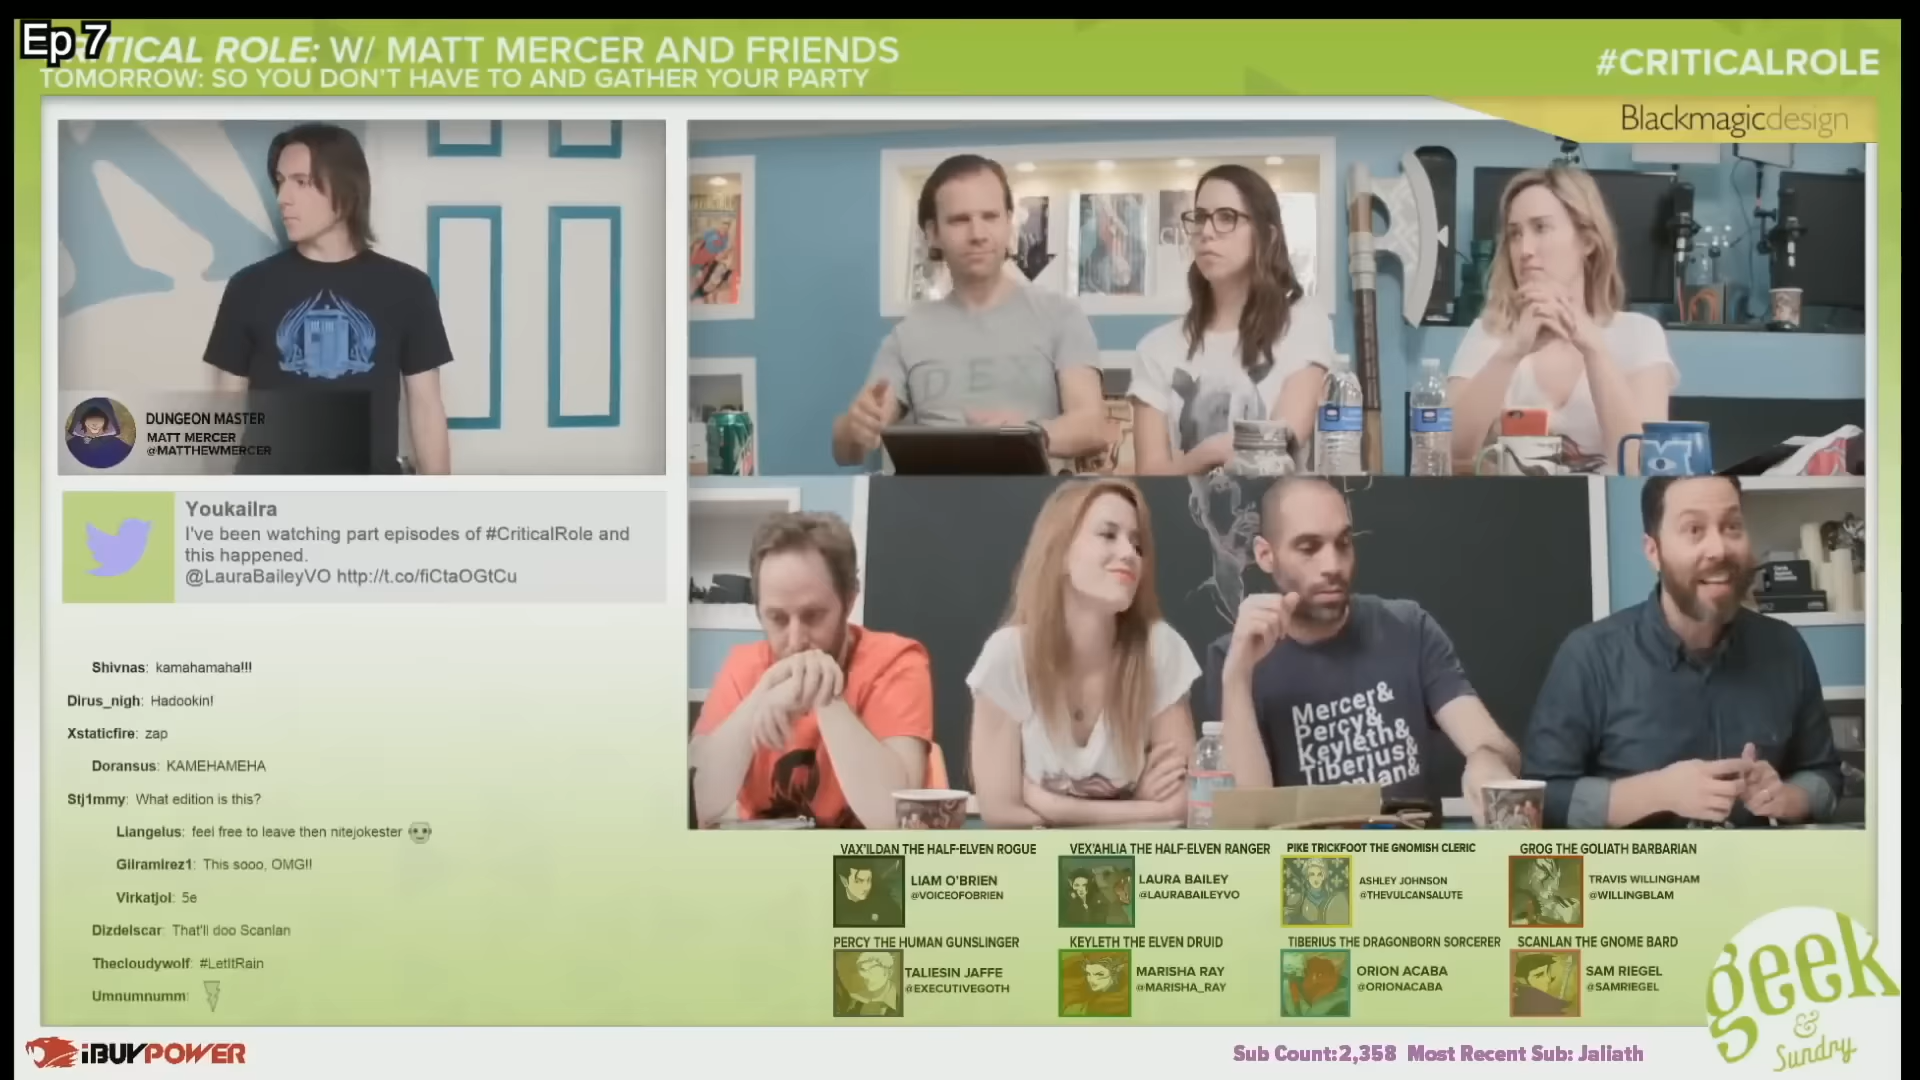 Ep 7
CRITICAL ROLE: W/ MATT MERCER AND FRIENDS
TOMORROW: SO YOU DON'T HAVE TO AND GATHER YOUR PARTY
#CRITICALROLE
Blackmagicdesign
DEX
DUNGEON MASTER
MATT MERCER
@MATTHEWMERCER
Youkailra
I've been watching part episodes of #CriticalRole and
this happened.
@LauraBaileyVO http://t.co/fiCtaOGtCu
Shivnas: kamahamaha!!!
Dirus_nigh: Hadookin!
Xstaticfire: zap
Doransus: KAMEHAMEHA
Stj1mmy: What edition is this?
Liangelus: feel free to leave then nitejokester
Gilramirez1: This sooo, OMG!!
Virkatjol: 5e
Dizdelscar: That'll doo Scanlan
Thecloudywolf: #LetItRain
Umnumnumm:
Mercer&
Percy&
Keyleth&
Tiberius&
VAX'ILDAN THE HALF-ELVEN ROGUE
LIAM O'BRIEN
@VOICEOFOBRIEN
VEX'AHLIA THE HALF-ELVEN RANGER
LAURA BAILEY
@LAURABAILEYVO
PIKE TRICKFOOT THE GNOMISH CLERIC
ASHLEY JOHNSON
@THEVULCANSALUTE
GROG THE GOLIATH BARBARIAN
TRAVIS WILLINGHAM
@WILLINGBLAM
PERCY THE HUMAN GUNSLINGER
TALIESIN JAFFE
@EXECUTIVEGOTH
KEYLETH THE ELVEN DRUID
MARISHA RAY
@MARISHA_RAY
TIBERIUS THE DRAGONBORN SORCERER
ORION ACABA
@ORIONACABA
SCANLAN THE GNOME BARD
SAM RIEGEL
@SAMRIEGEL
geek
&
Sundry
iBUYPOWER
Sub Count:2,358 Most Recent Sub: Jaliath